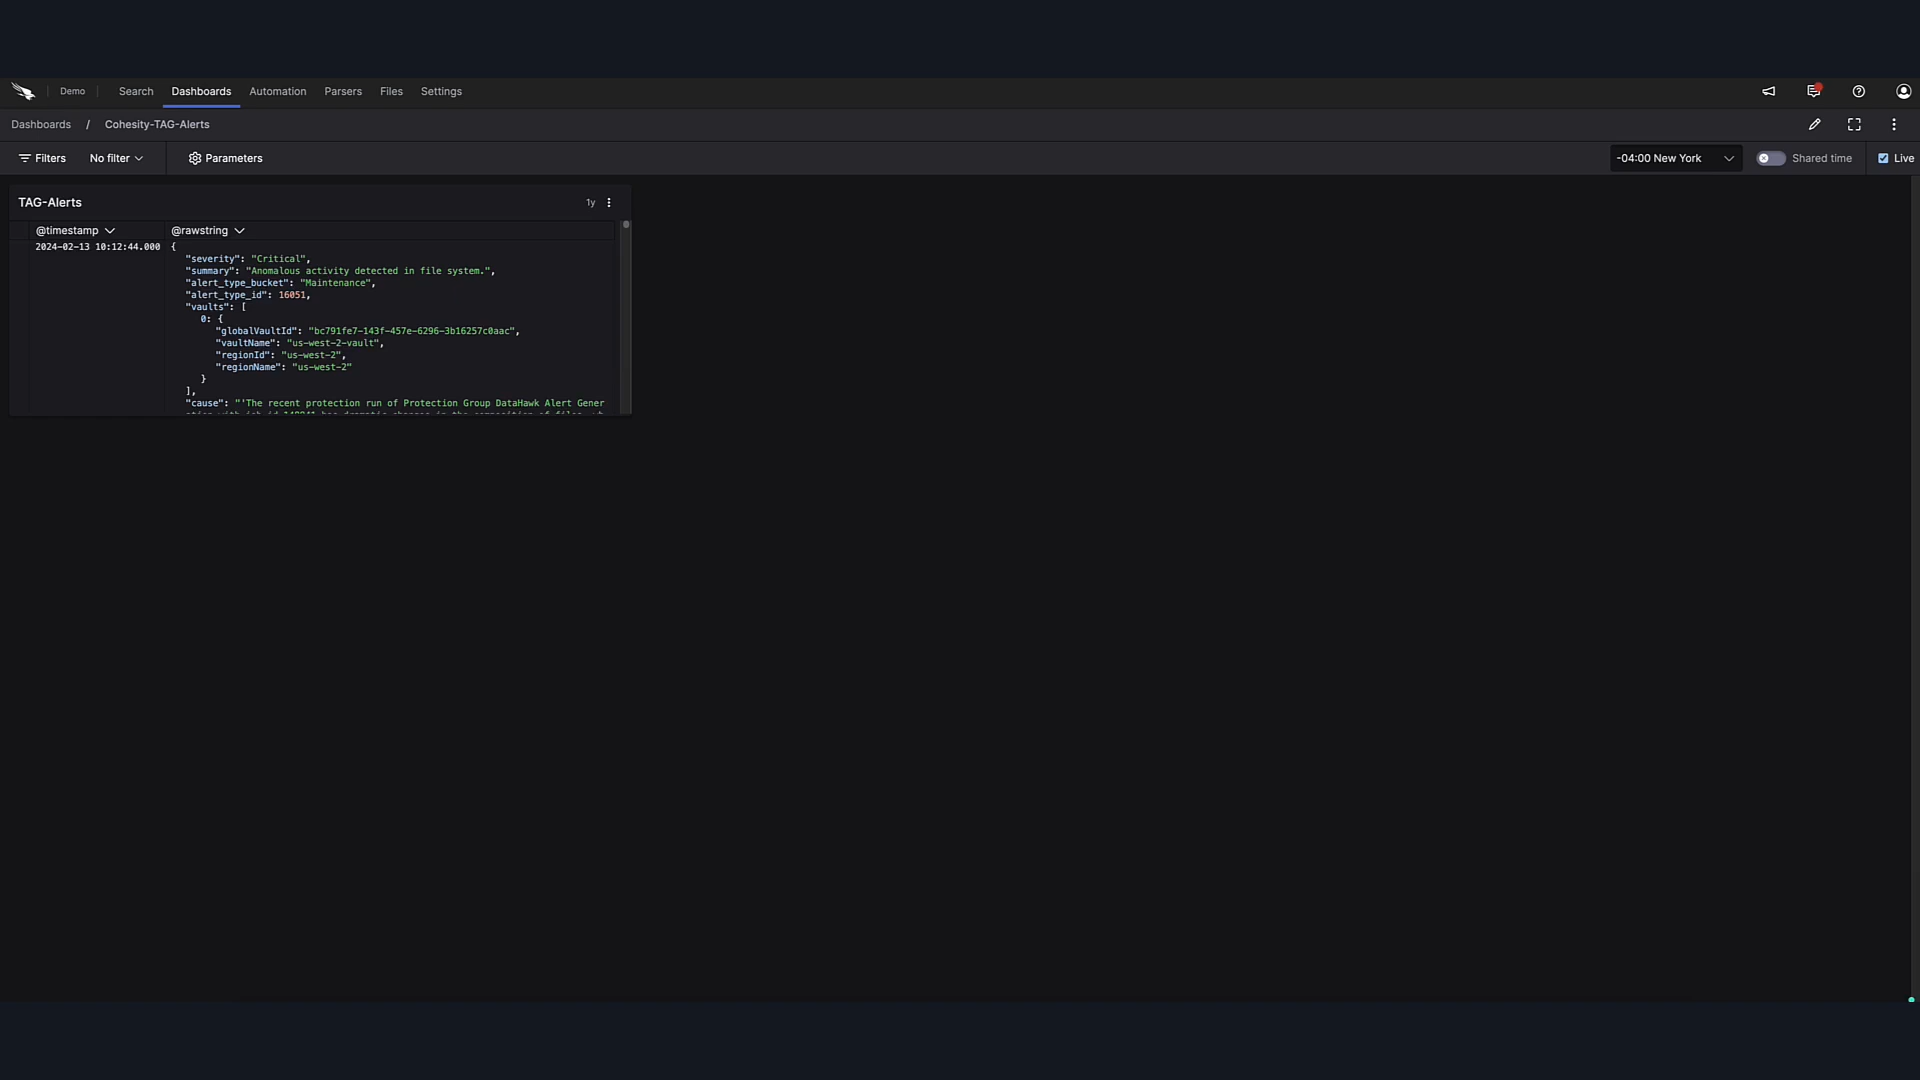 Demo Search Dashboards Automation Parsers Files Settings
Dashboards / Cohesity-TAG-Alerts
Filters No filter Parameters -04:00 New York Shared time Live
TAG-Alerts 1y
@timestamp @rawstring
2024-02-13 10:12:44.000 {
"severity": "Critical",
"summary": "Anomalous activity detected in file system.",
"alert_type_bucket": "Maintenance",
"alert_type_id": 16051,
"vaults": [
0: {
"globalVaultId": "bc791fe7-143f-457e-6296-3b16257c0aac",
"vaultName": "us-west-2-vault",
"regionId": "us-west-2",
"regionName": "us-west-2"
}
],
"cause": "'The recent protection run of Protection Group DataHawk Alert Gener